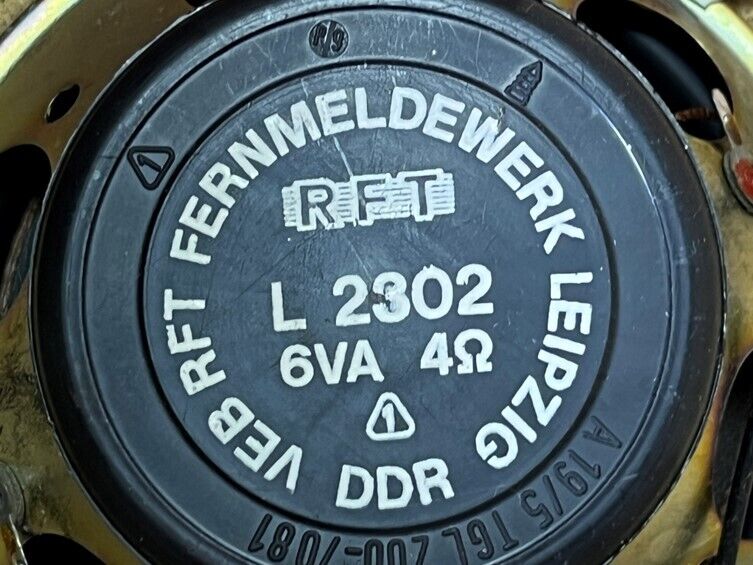 VEB RFT FERNMELDEWERK LEIPZIG
RFT
L 2302
6VA 4Ω
1
DDR
1
A 19/5 TGL 200-7081